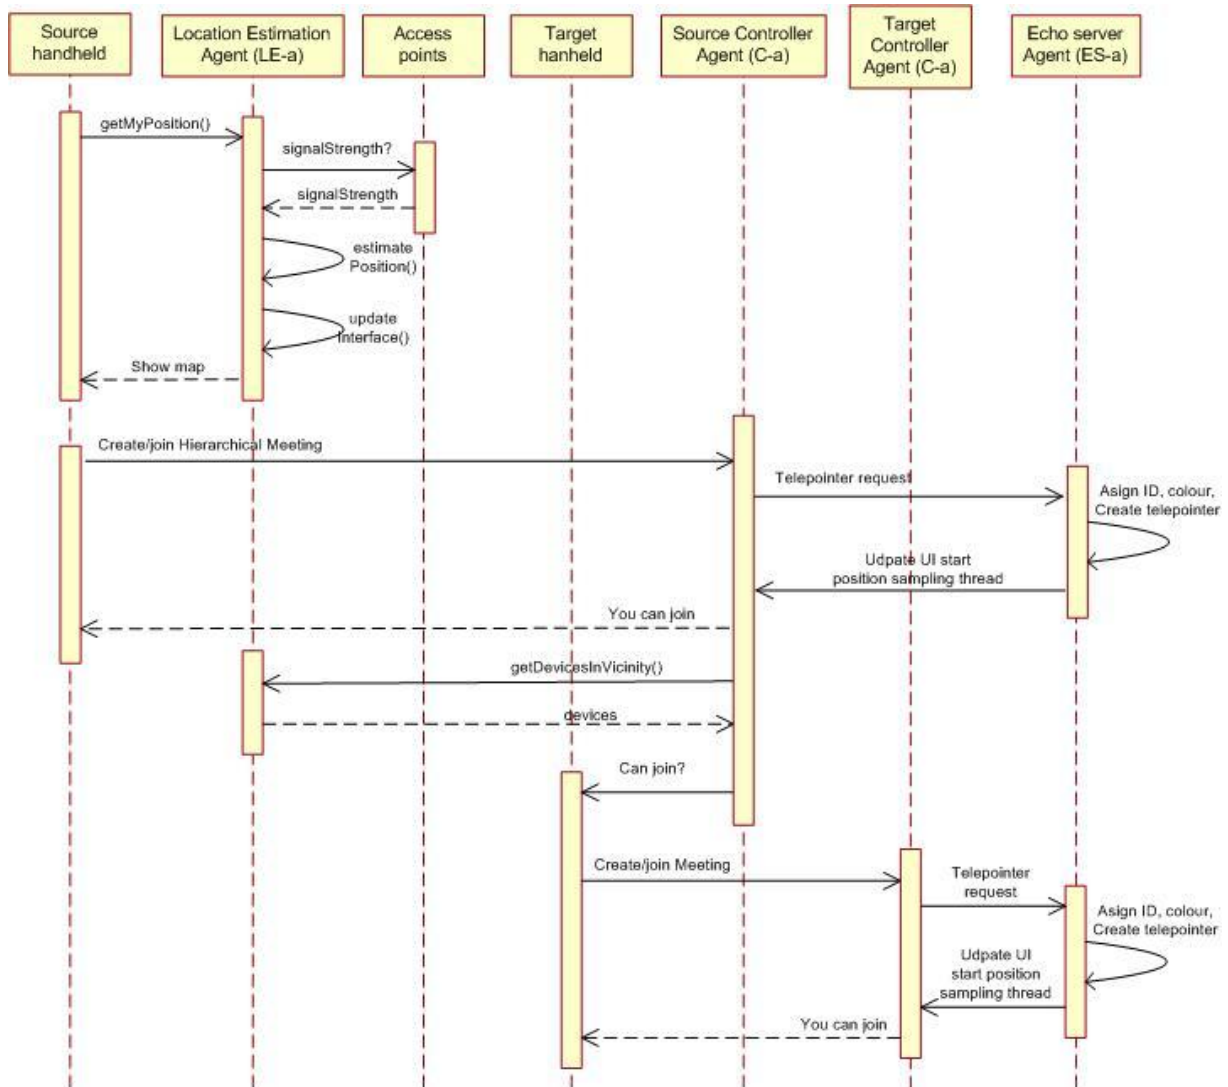 Source
handheld
Location Estimation
Agent (LE-a)
Access
points
Target
hanheld
Source Controller
Agent (C-a)
Target
Controller
Agent (C-a)
Echo server
Agent (ES-a)
getMyPosition()
signalStrength?
signalStrength
estimate
Position()
update
Interface()
Show map
Create/join Hierarchical Meeting
Telepointer request
Asign ID, colour,
Create telepointer
Udpate UI start
position sampling thread
You can join
getDevicesInVicinity()
devices
Can join?
Create/join Meeting
Telepointer
request
Asign ID, colour,
Create telepointer
Udpate UI
start position
sampling thread
You can join